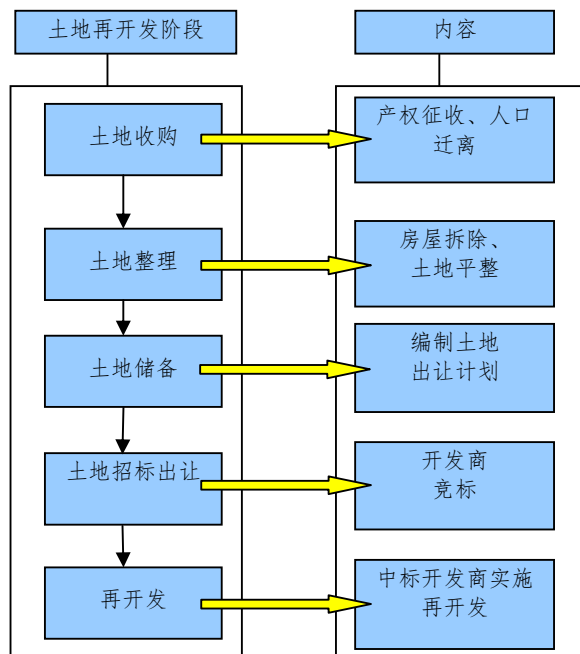 土地再开发阶段
内容
土地收购
产权征收、人口
迁离
土地整理
房屋拆除、
土地平整
土地储备
编制土地
出让计划
土地招标出让
开发商
竟标
再开发
中标开发商实施
再开发